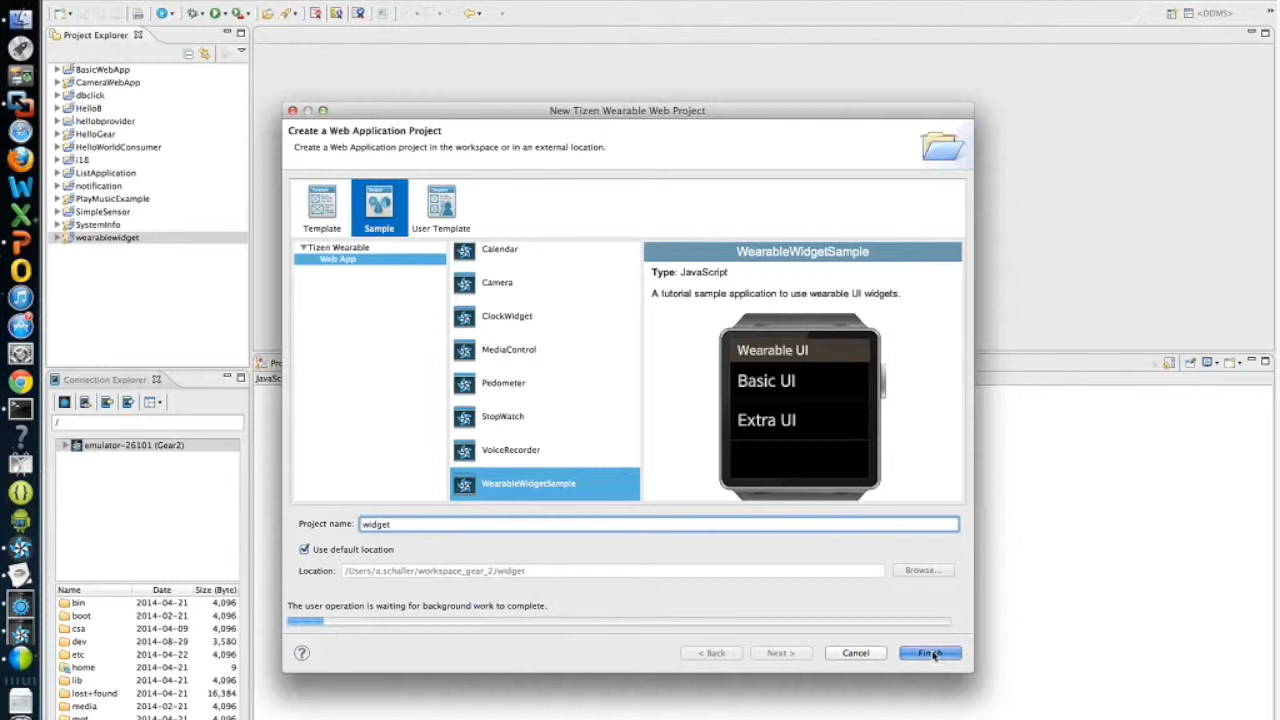 <DDMS>
Project Explorer
BasicWebApp
CameraWebApp
dbclick
Hello8
hellobprovider
HelloGear
HelloWorldConsumer
i18
ListApplication
notification
PlayMusicExample
SimpleSensor
SystemInfo
wearablewidget
New Tizen Wearable Web Project
Create a Web Application Project
Create a Web Application project in the workspace or in an external location.
Template
Sample
User Template
Tizen Wearable
Web App
Calendar
Camera
ClockWidget
MediaControl
Pedometer
StopWatch
VoiceRecorder
WearableWidgetSample
WearableWidgetSample
Type: JavaScript
A tutorial sample application to use wearable UI widgets.
Wearable UI
Basic UI
Extra UI
Project name: widget
Use default location
Location: /Users/a.schaller/workspace_gear_2/widget
Browse...
The user operation is waiting for background work to complete.
?
< Back
Next >
Cancel
Finish
Connection Explorer
/
emulator-26101 (Gear2)
Name Date Size (Byte)
bin 2014-04-21 4,096
boot 2014-02-21 4,096
csa 2014-04-09 4,096
dev 2014-08-29 3,580
etc 2014-04-22 4,096
home 9
lib 2014-04-21 4,096
lost+found 2014-04-21 16,384
media 2014-02-21 4,096